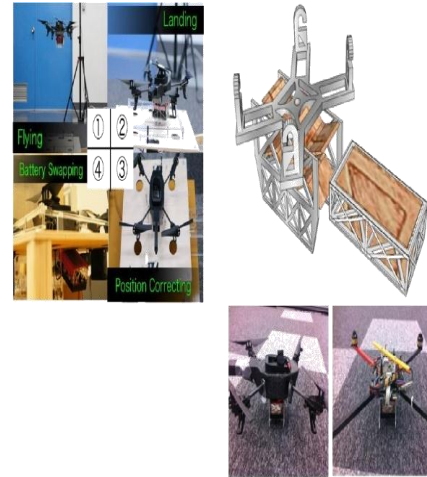 Landing
Flying
① ②
Battery Swapping
④ ③
Position Correcting